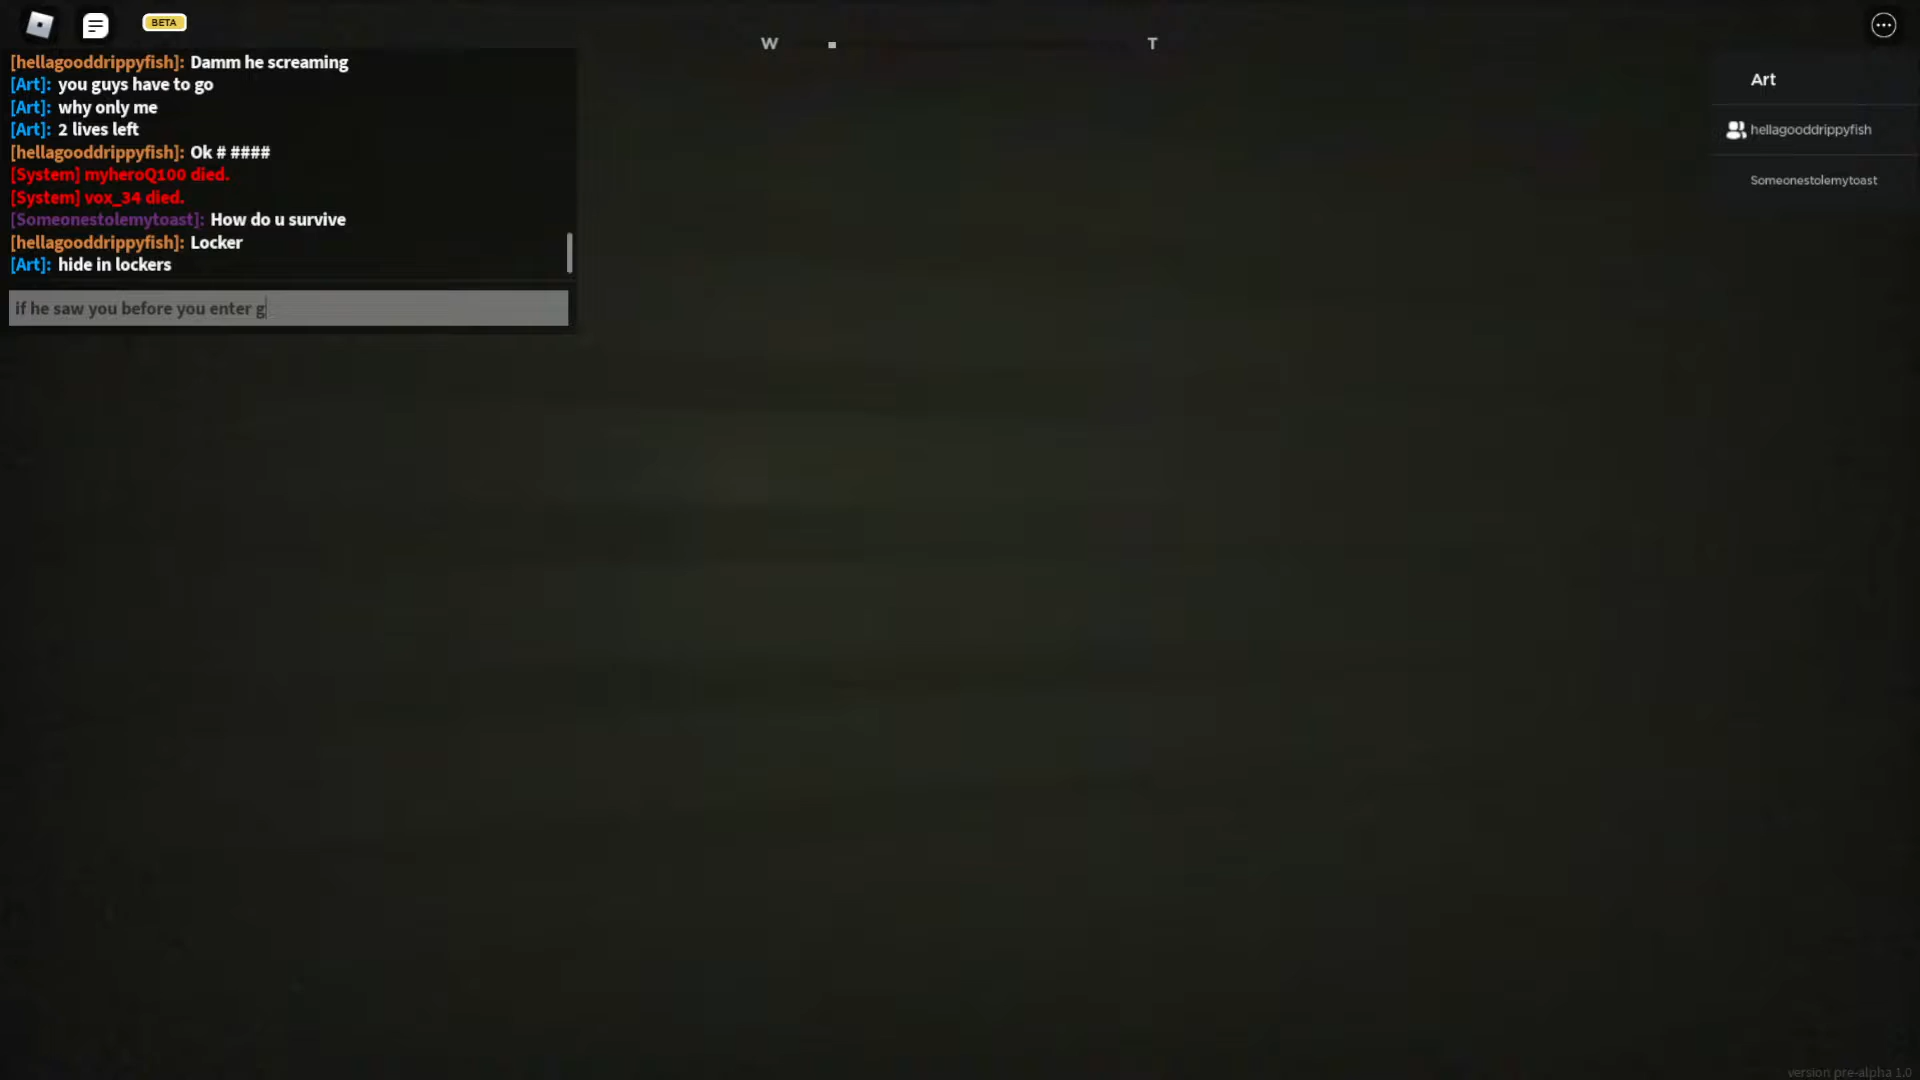 BETA
W
T
[hellagooddrippyfish]: Damm he screaming
[Art]: you guys have to go
[Art]: why only me
[Art]: 2 lives left
[hellagooddrippyfish]: Ok # ####
[System] myheroQ100 died.
[System] vox_34 died.
[Someonestolemytoast]: How do u survive
[hellagooddrippyfish]: Locker
[Art]: hide in lockers
if he saw you before you enter g
Art
hellagooddrippyfish
Someonestolemytoast
version pre-alpha 1.0